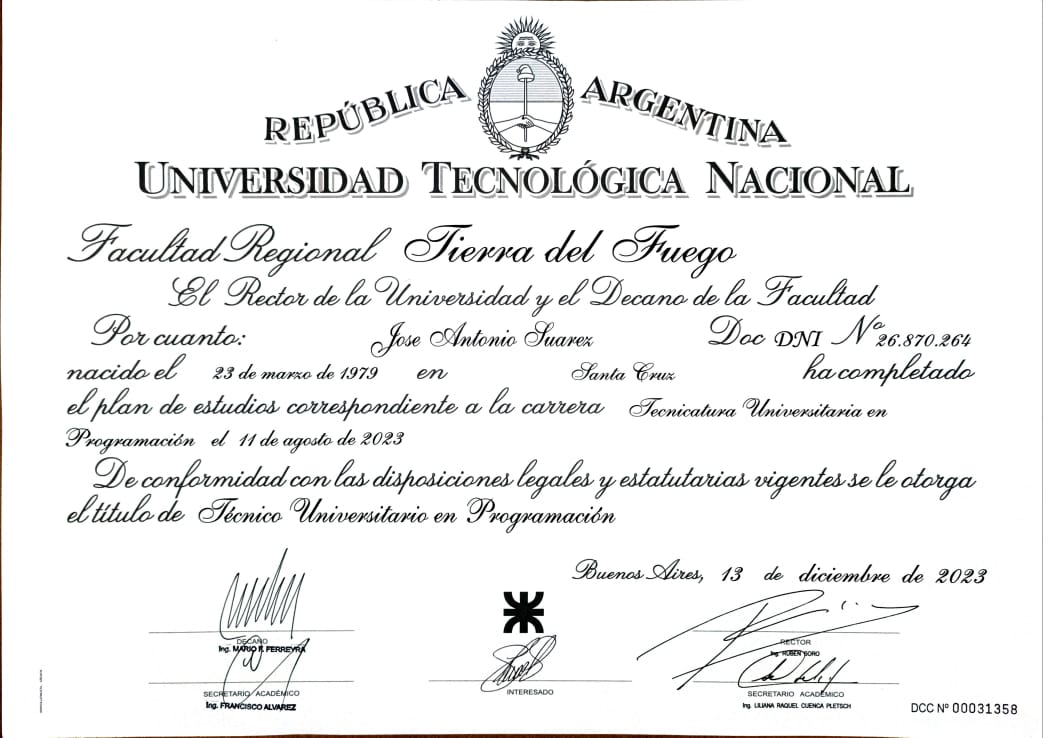 REPÚBLICA ARGENTINA
UNIVERSIDAD TECNOLÓGICA NACIONAL
Facultad Regional Tierra del Fuego
El Rector de la Universidad y el Decano de la Facultad
Por cuanto: Jose Antonio Suarez Doc DNI Nº 26.870.264
nacido el 23 de marzo de 1979 en Santa Cruz ha completado
el plan de estudios correspondiente a la carrera Tecnicatura Universitaria en
Programación el 11 de agosto de 2023
De conformidad con las disposiciones legales y estatutarias vigentes se le otorga
el título de Técnico Universitario en Programación
Buenos Aires, 13 de diciembre de 2023
DECANO
Ing. MARIO F. FERREYRA
RECTOR
Ing. RUBEN SORO
SECRETARIO ACADÉMICO
Ing. FRANCISCO ALVAREZ
INTERESADO
SECRETARIO ACADÉMICO
Ing. LILIANA RAQUEL CUENCA PLETSCH
DCC Nº 00031358